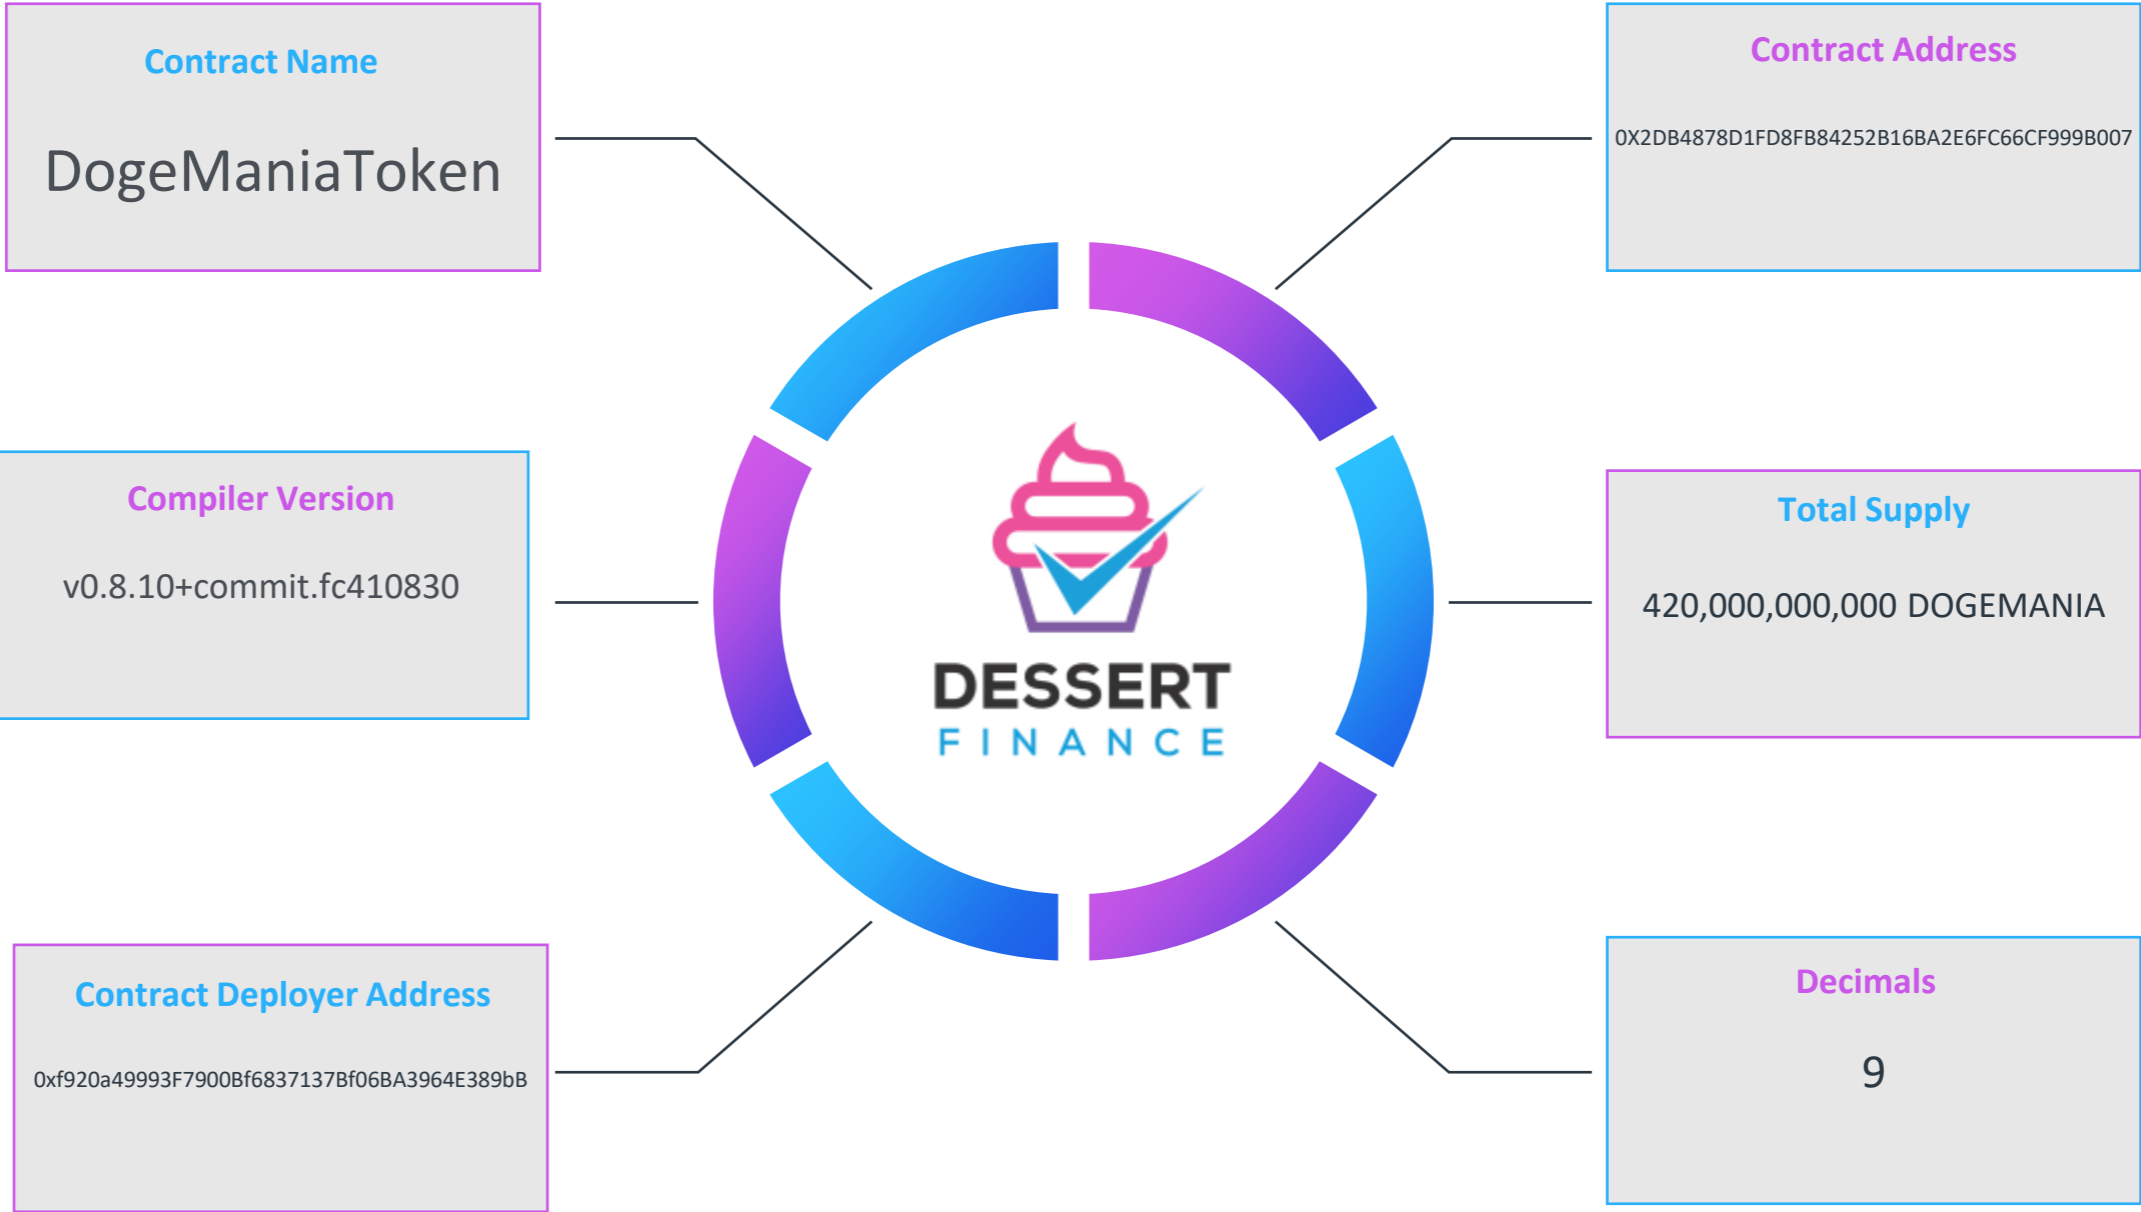 Contract Name
DogeManiaToken
Contract Address
0X2DB4878D1FD8FB84252B16BA2E6FC66CF999B007
Compiler Version
v0.8.10+commit.fc410830
Total Supply
420,000,000,000 DOGEMANIA
DESSERT
FINANCE
Contract Deployer Address
0xf920a49993F7900Bf6837137Bf06BA3964E389bB
Decimals
9